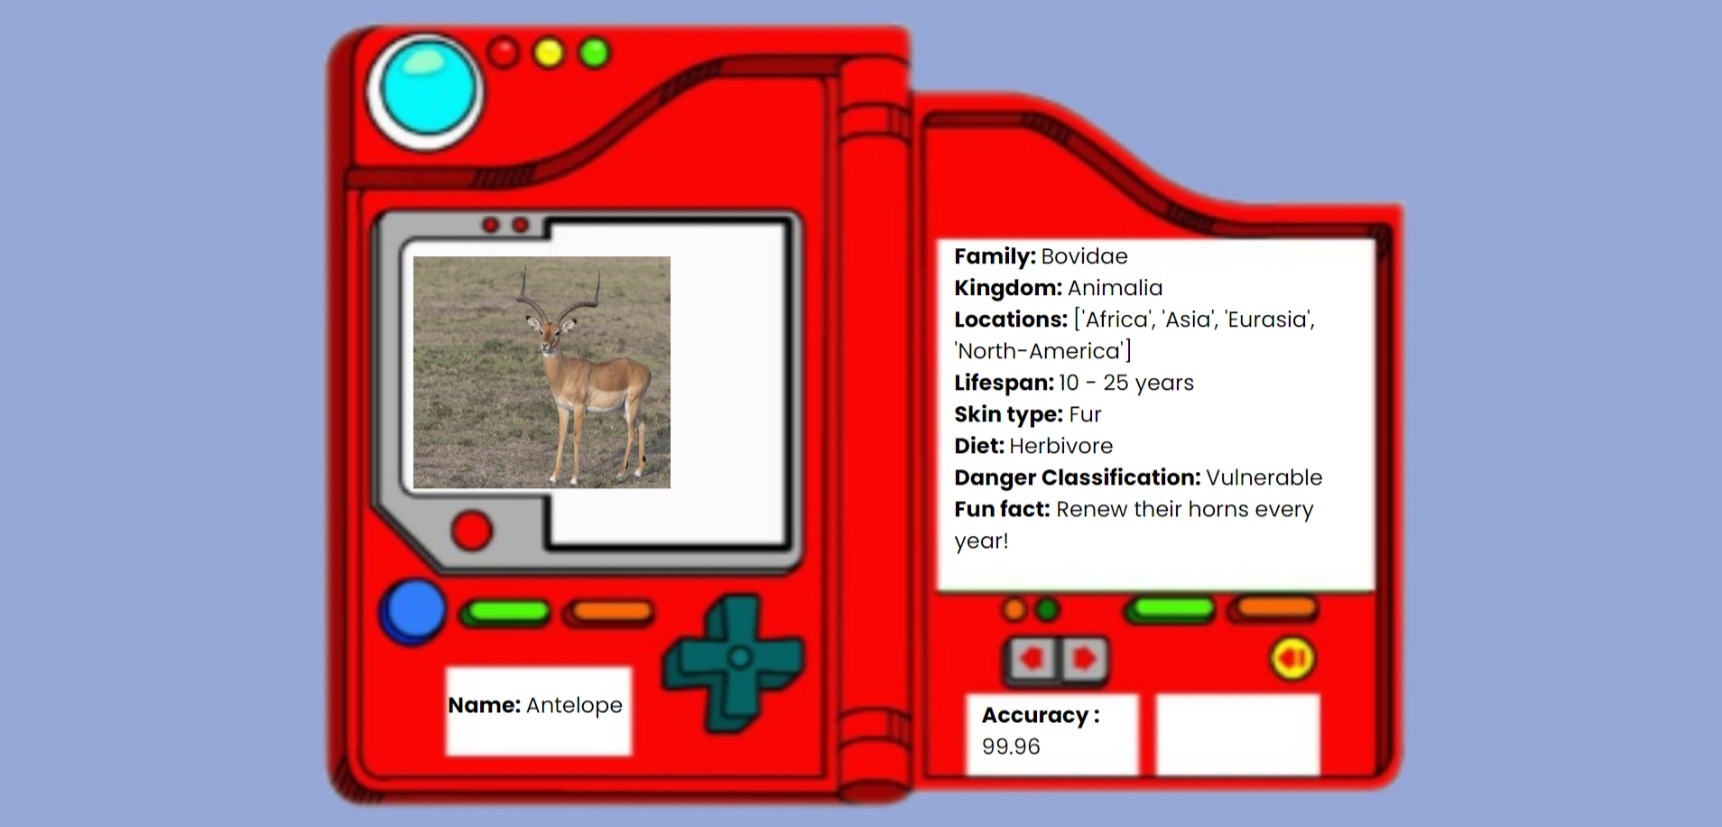 Family: Bovidae
Kingdom: Animalia
Locations: ['Africa', 'Asia', 'Eurasia',
'North-America']
Lifespan: 10 - 25 years
Skin type: Fur
Diet: Herbivore
Danger Classification: Vulnerable
Fun fact: Renew their horns every
year!
Name: Antelope
Accuracy :
99.96